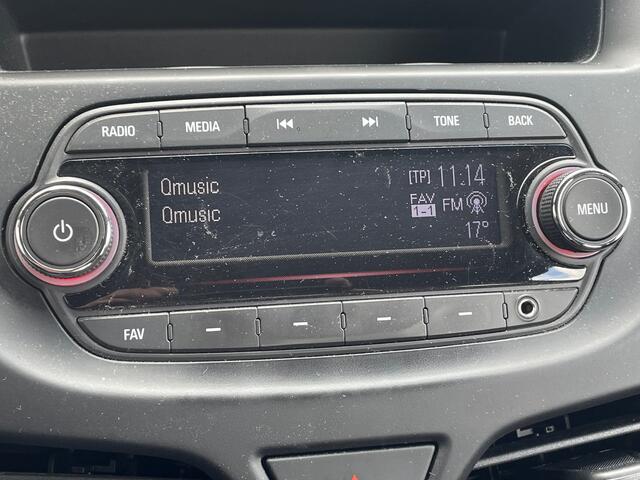 RADIO MEDIA TONE BACK
Qmusic [TP] 11.14
Qmusic FAV 1-1 FM
17°
MENU
FAV